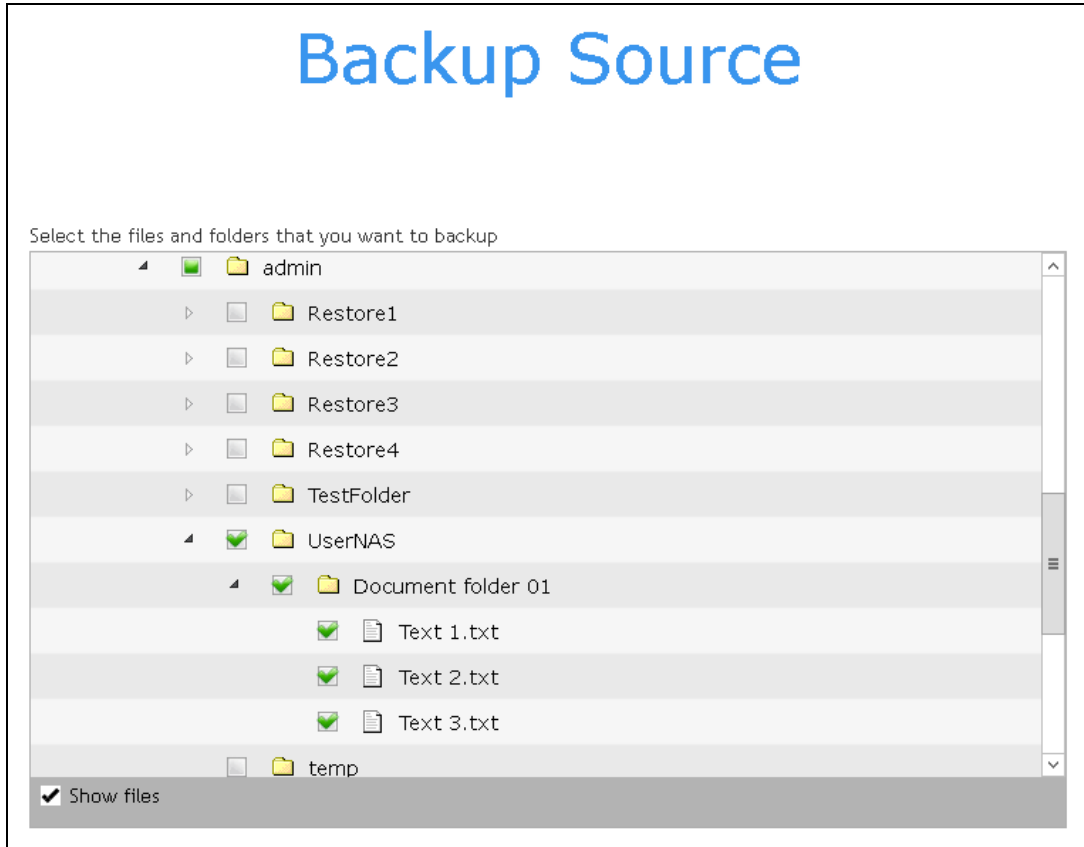 Backup Source
Select the files and folders that you want to backup
admin
Restore1
Restore2
Restore3
Restore4
TestFolder
UserNAS
Document folder 01
Text 1.txt
Text 2.txt
Text 3.txt
temp
Show files